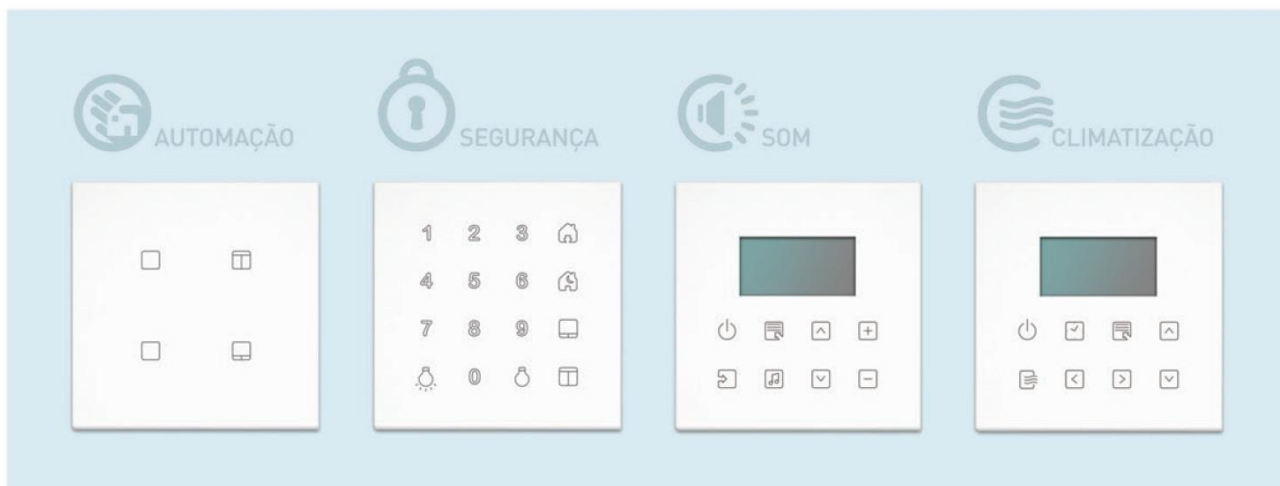 AUTOMAÇÃO
SEGURANÇA
SOM
CLIMATIZAÇÃO
1 2 3
4 5 6
7 8 9
0